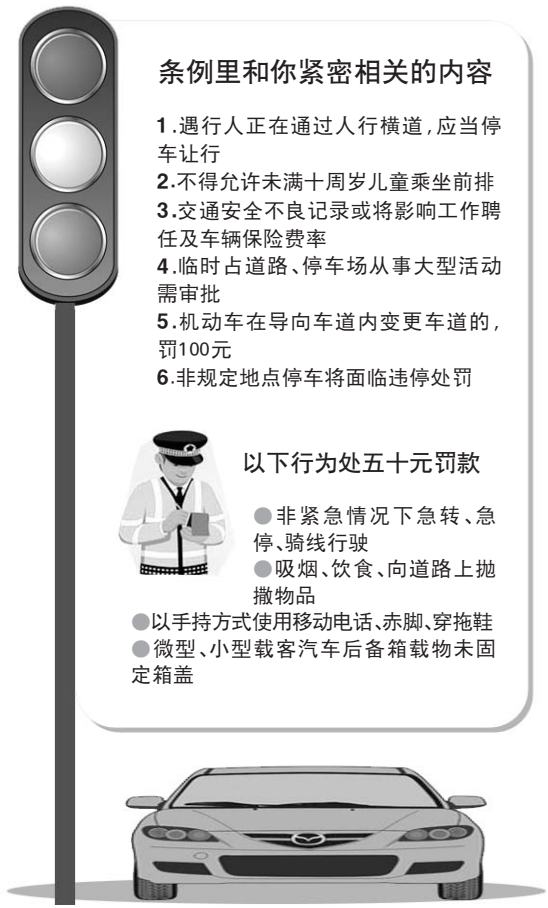 条例里和你紧密相关的内容
1.遇行人正在通过人行横道,应当停
车让行
2.不得允许未满十周岁儿童乘坐前排
3.交通安全不良记录或将影响工作聘
任及车辆保险费率
4.临时占道路、停车场从事大型活动
需审批
5.机动车在导向车道内变更车道的,
罚100元
6.非规定地点停车将面临违停处罚
以下行为处五十元罚款
●非紧急情况下急转、急
停、骑线行驶
●吸烟、饮食、向道路上抛
撒物品
●以手持方式使用移动电话、赤脚、穿拖鞋
●微型、小型载客汽车后备箱载物未固
定箱盖